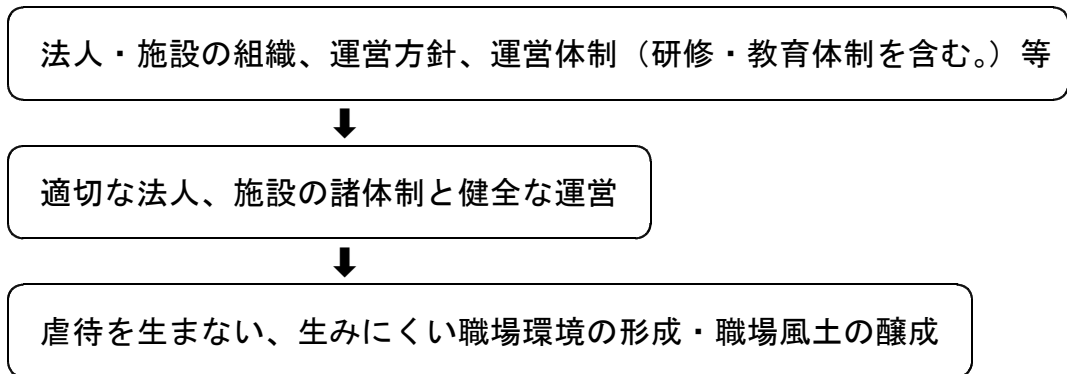 法人・施設の組織、運営方針、運営体制（研修・教育体制を含む。）等
適切な法人、施設の諸体制と健全な運営
虐待を生まない、生みにくい職場環境の形成・職場風土の醸成